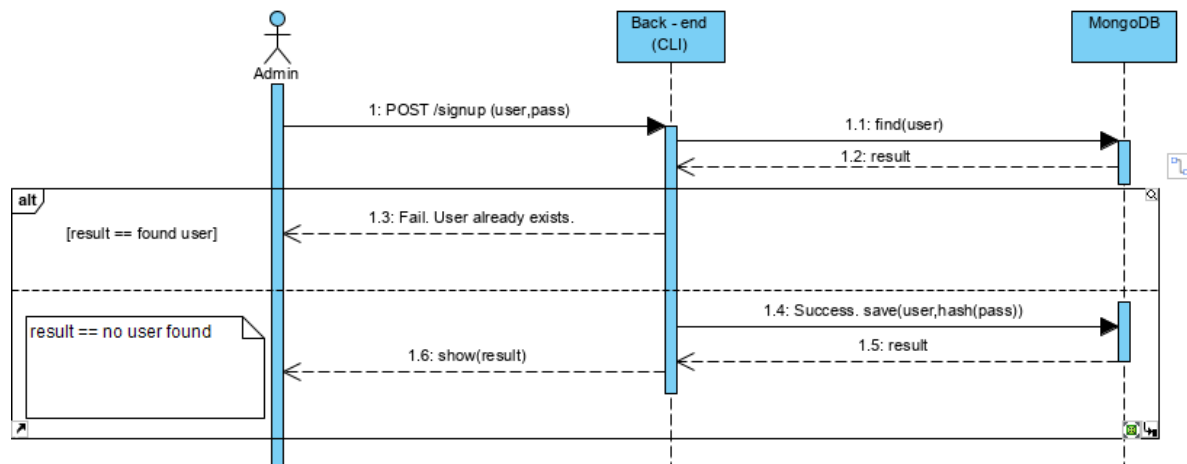 Back - end
(CLI)
MongoDB
Admin
1: POST /signup (user,pass)
1.1: find(user)
1.2: result
alt
1.3: Fail. User already exists.
[result == found user]
1.4: Success. save(user,hash(pass))
result == no user found
1.5: result
1.6: show(result)